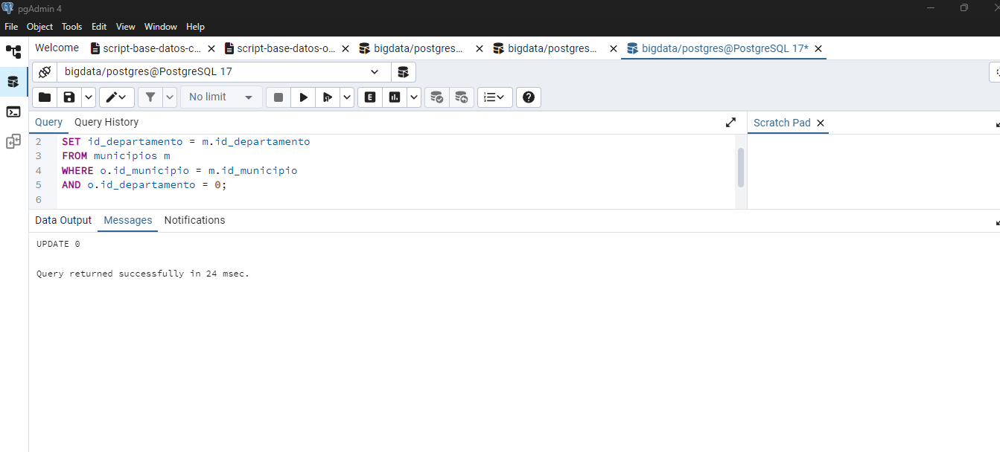 pgAdmin 4
File Object Tools Edit View Window Help
Welcome script-base-datos-c... script-base-datos-o... bigdata/postgres... bigdata/postgres... bigdata/postgres@PostgreSQL 17*
bigdata/postgres@PostgreSQL 17
No limit E
Query Query History Scratch Pad
2 SET id_departamento = m.id_departamento
3 FROM municipios m
4 WHERE o.id_municipio = m.id_municipio
5 AND o.id_departamento = 0;
6
Data Output Messages Notifications
UPDATE 0
Query returned successfully in 24 msec.